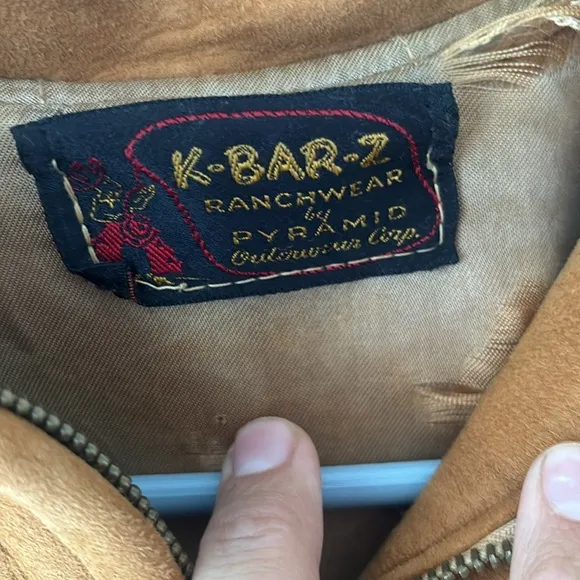 K-BAR-Z
RANCHWEAR
by
PYRAMID
Outerwear Corp.